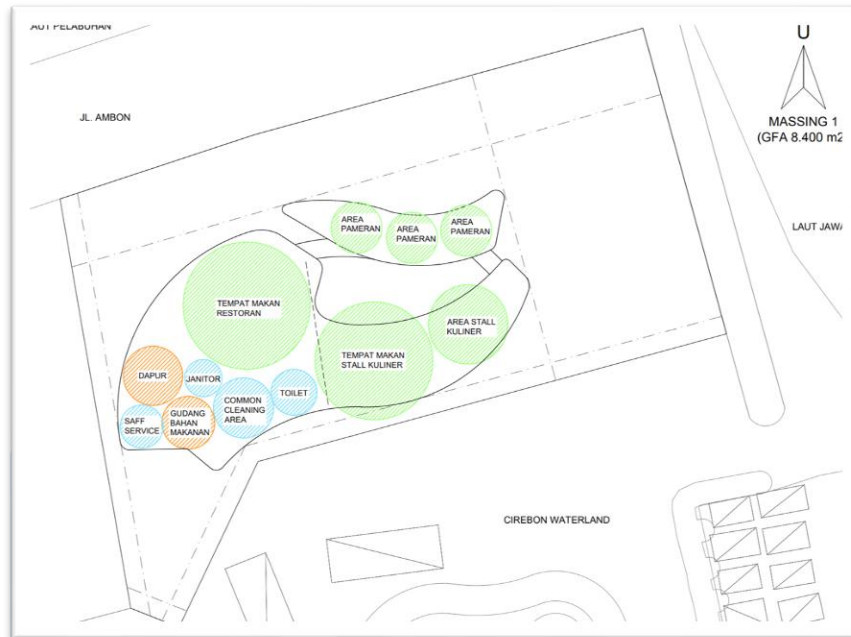 AUT PELABUHAN
U
JL. AMBON
MASSING 1
(GFA 8.400 m2
LAUT JAWA
AREA
PAMERAN
AREA
PAMERAN
AREA
PAMERAN
TEMPAT MAKAN
RESTORAN
AREA STALL
KULINER
TEMPAT MAKAN
STALL KULINER
DAPUR
JANITOR
TOILET
COMMON
CLEANING
AREA
SAFF
SERVICE
GUDANG
BAHAN
MAKANAN
CIREBON WATERLAND